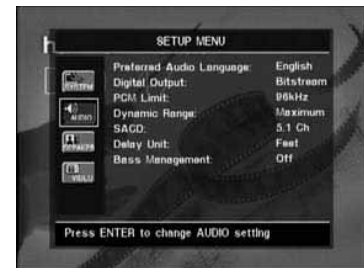 SETUP MENU
Preferred Audio Language: English
Digital Output: Bitstream
PCM Limit: 96kHz
Dynamic Range: Maximum
SACD: 5.1 Ch
Delay Unit: Feet
Bass Management: Off
SYSTEM
AUDIO
SPEAKER
VIDEO
Press ENTER to change AUDIO setting